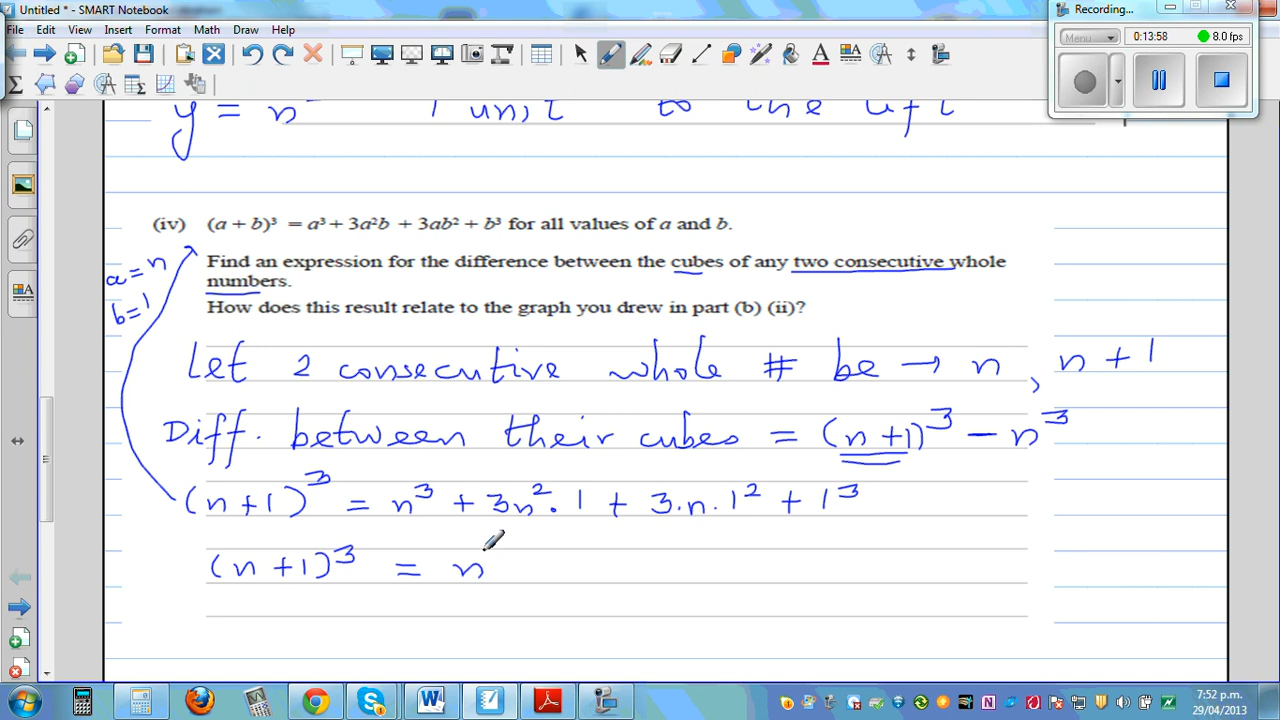 Untitled * - SMART Notebook
File Edit View Insert Format Math Draw Help
Recording...
Menu 0:13:58 8.0 fps
y = n 1 unit to the left
(iv) (a + b)³ = a³ + 3a²b + 3ab² + b³ for all values of a and b.
Find an expression for the difference between the cubes of any two consecutive whole
numbers.
How does this result relate to the graph you drew in part (b) (ii)?
a = n
b = 1
Let 2 consecutive whole # be → n, n + 1
Diff. between their cubes = (n + 1)³ − n³
(n + 1)³ = n³ + 3n² · 1 + 3 · n · 1² + 1³
(n + 1)³ = n
7:52 p.m.
29/04/2013